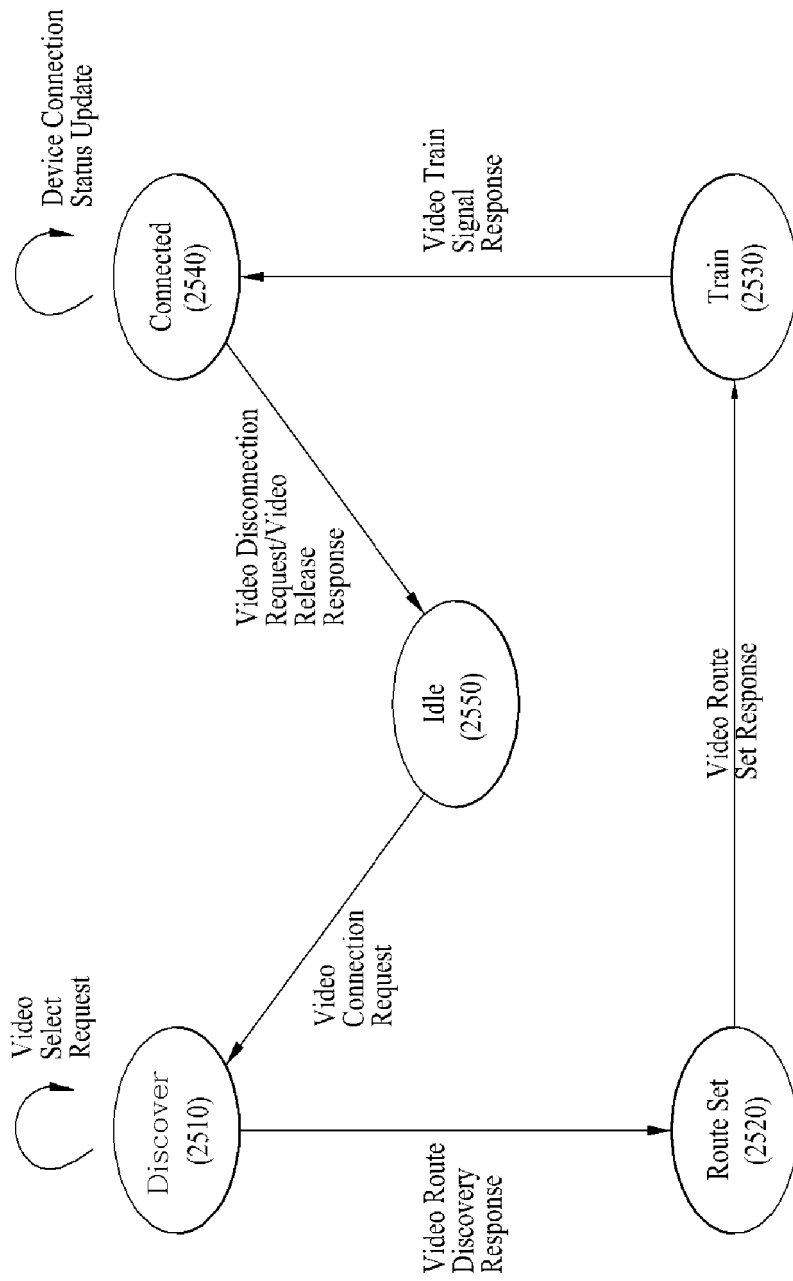 Video
Select
Request
Discover
(2510)
Video Route
Discovery
Response
Route Set
(2520)
Video
Connection
Request
Idle
(2550)
Video Disconnection
Request/Video
Release
Response
Video Route
Set Response
Device Connection
Status Update
Connected
(2540)
Video Train
Signal
Response
Train
(2530)